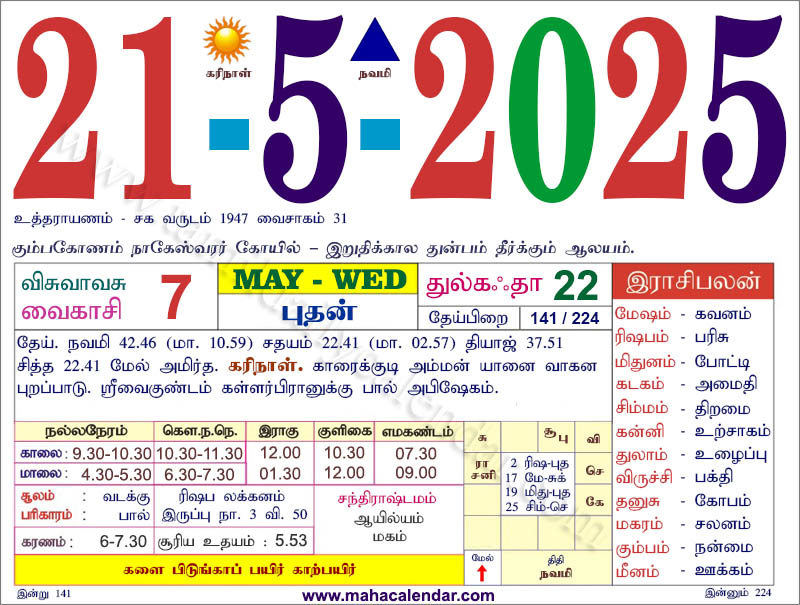 21-5-2025
கரிநாள்
நவமி
உத்தராயணம் - சக வருடம் 1947 வைசாகம் 31
கும்பகோணம் நாகேஸ்வரர் கோயில் – இறுதிக்கால துன்பம் தீர்க்கும் ஆலயம்.
விசுவாவசு
வைகாசி 7
MAY - WED
புதன்
துல்கஃதா 22
தேய்பிறை 141 / 224
தேய். நவமி 42.46 (மா. 10.59) சதயம் 22.41 (மா. 02.57) தியாஜ் 37.51
சித்த 22.41 மேல் அமிர்த. கரிநாள். காரைக்குடி அம்மன் யானை வாகன
புறப்பாடு. ஸ்ரீவைகுண்டம் கள்ளர்பிரானுக்கு பால் அபிஷேகம்.
நல்லநேரம் கௌ.ந.நெ. இராகு குளிகை எமகண்டம்
காலை: 9.30-10.30 10.30-11.30 12.00 10.30 07.30
மாலை: 4.30-5.30 6.30-7.30 01.30 12.00 09.00
சூலம் : வடக்கு
பரிகாரம் : பால்
ரிஷப லக்கனம்
இருப்பு நா. 3 வி. 50
சந்திராஷ்டமம்
ஆயில்யம்
மகம்
கரணம் : 6-7.30
சூரிய உதயம் : 5.53
களை பிடுங்காப் பயிர் காற்பயிர்
சு சூ பு வி
ரா சனி
செ
கே
2 ரிஷ-புத
17 மே-சுக்
19 மிது-புத
25 சிம்-செ
மேல்
திதி
நவமி
இராசிபலன்
மேஷம் - கவனம்
ரிஷபம் - பரிசு
மிதுனம் - போட்டி
கடகம் - அமைதி
சிம்மம் - திறமை
கன்னி - உற்சாகம்
துலாம் - உழைப்பு
விருச்சி - பக்தி
தனுசு - கோபம்
மகரம் - சலனம்
கும்பம் - நன்மை
மீனம் - ஊக்கம்
இன்று 141
www.mahacalendar.com
இன்னும் 224